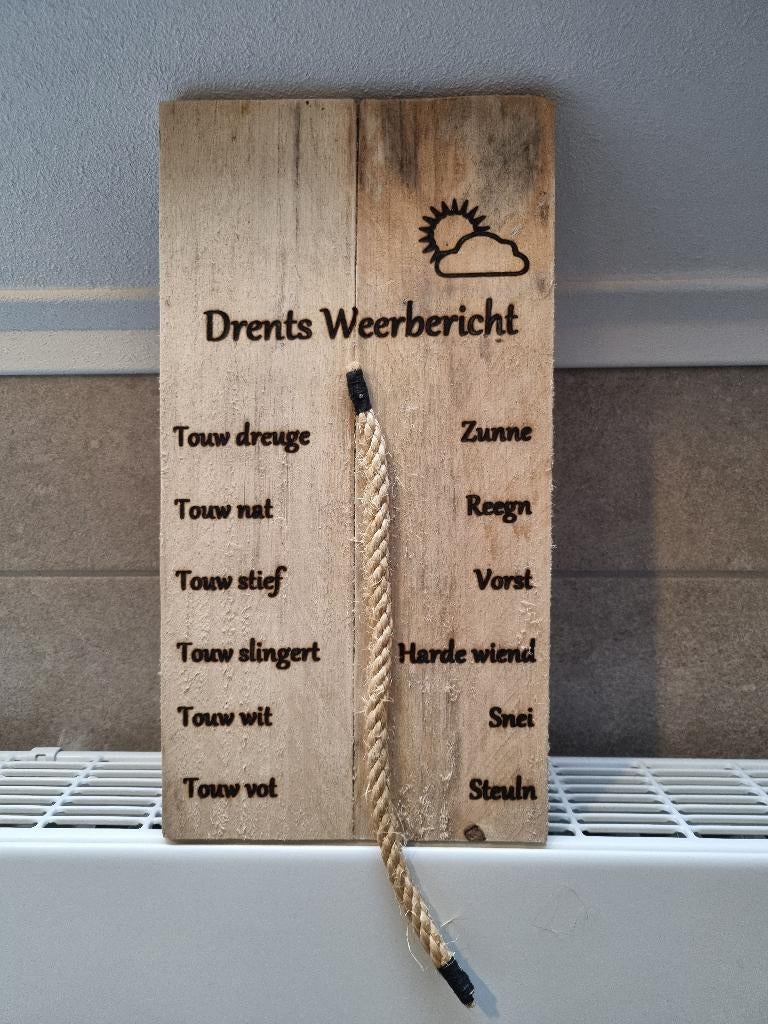 Drents Weerbericht
Touw dreuge Zunne
Touw nat Reegn
Touw stief Vorst
Touw slingert Harde wiend
Touw wit Snei
Touw vot Steuln